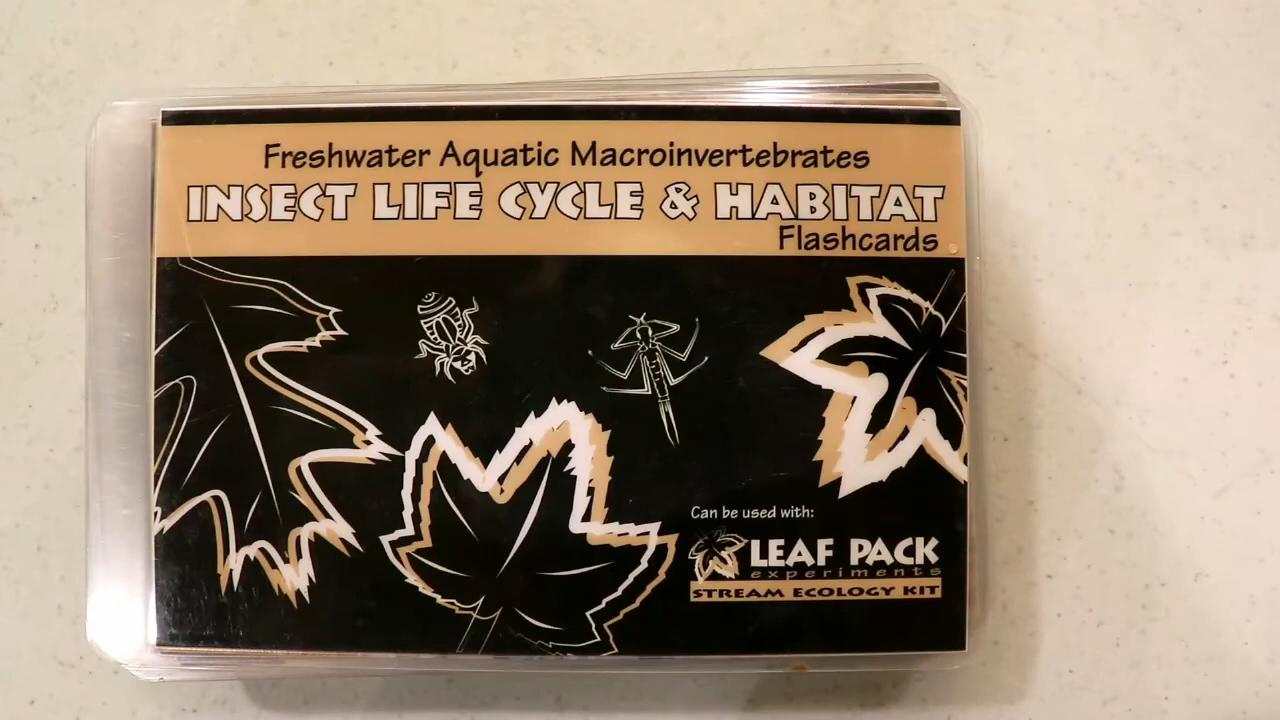 Freshwater Aquatic Macroinvertebrates
INSECT LIFE CYCLE & HABITAT
Flashcards
Can be used with:
LEAF PACK
experiments
STREAM ECOLOGY KIT